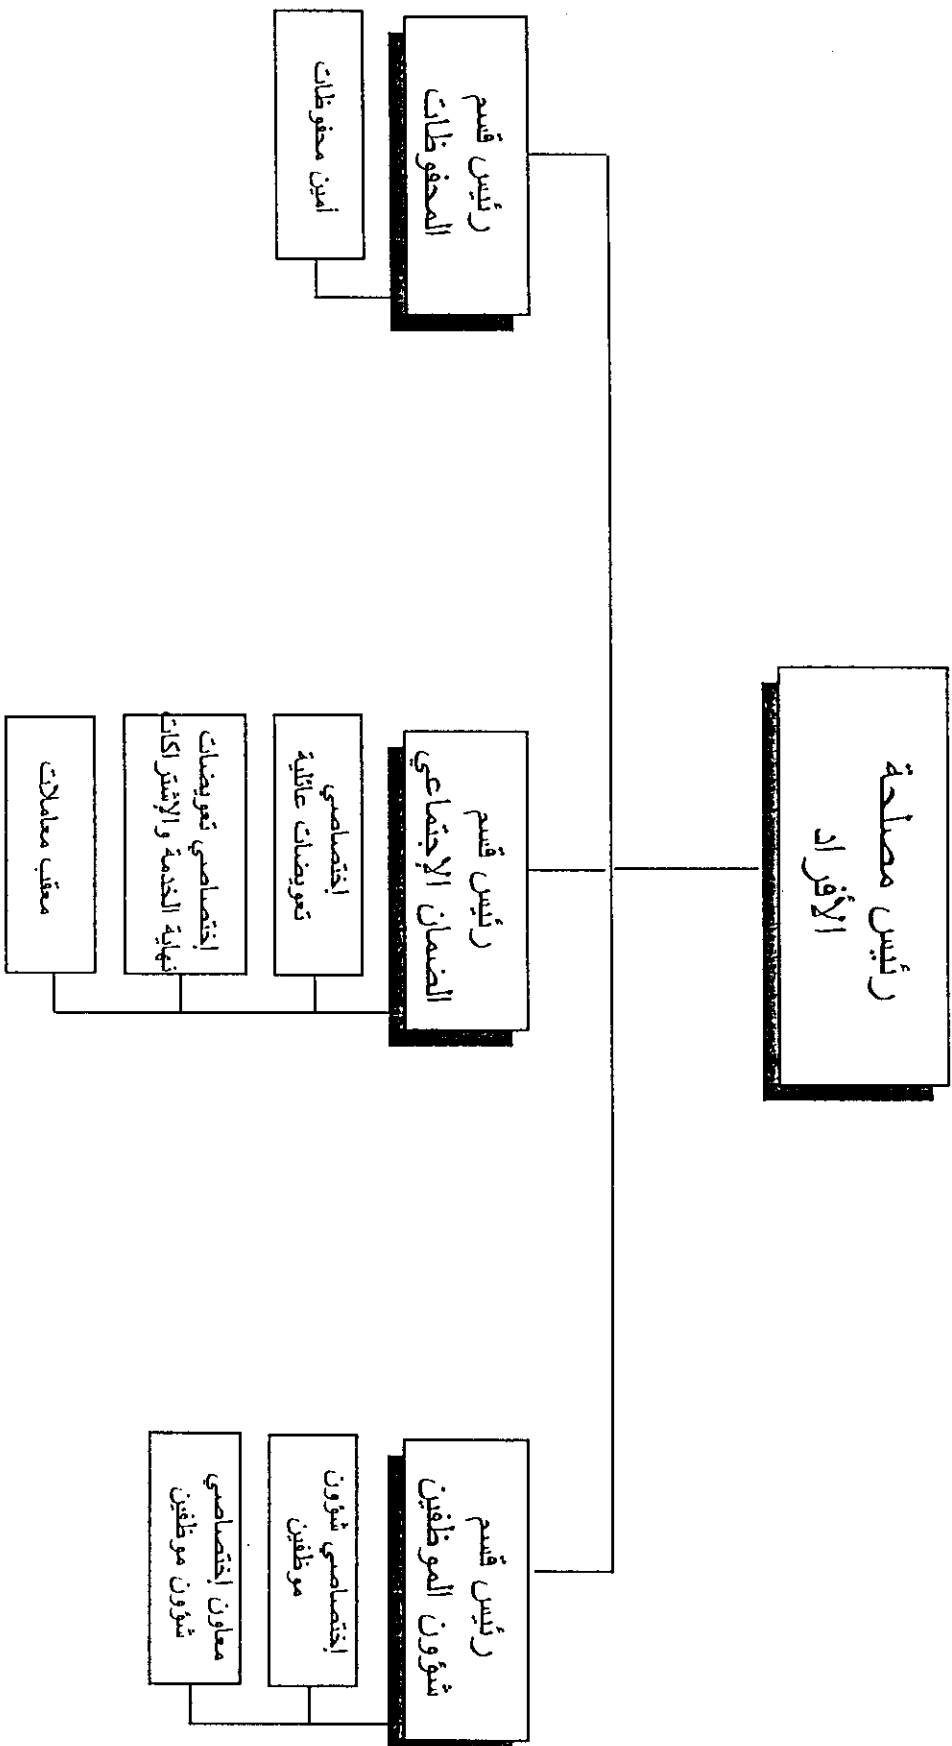 رئيس مصلحة
الأفراد
رئيس قسم
شؤون الموظفين
إختصاصي شؤون
موظفين
معاون إختصاصي
شؤون موظفين
رئيس قسم
الضمان الإجتماعي
إختصاصي
تعويضات عائلية
إختصاصي تعويضات
نهاية الخدمة والإشتراكات
معقب معاملات
رئيس قسم
المحفوظات
أمين محفوظات